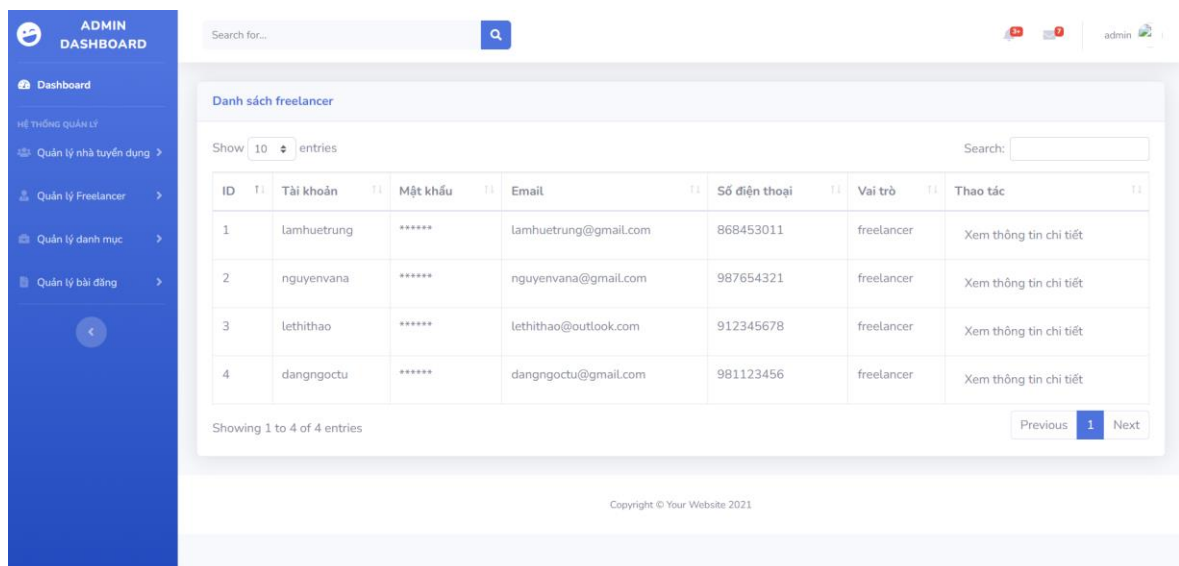 ADMIN
DASHBOARD
Search for...
3+
7
admin
Dashboard
HỆ THỐNG QUẢN LÝ
Quản lý nhà tuyển dụng
Quản lý Freelancer
Quản lý danh mục
Quản lý bài đăng
Danh sách freelancer
Show 10 entries
Search:
ID Tài khoản Mật khẩu Email Số điện thoại Vai trò Thao tác
1 lamhuetrung ****** lamhuetrung@gmail.com 868453011 freelancer Xem thông tin chi tiết
2 nguyenvana ****** nguyenvana@gmail.com 987654321 freelancer Xem thông tin chi tiết
3 lethithao ****** lethithao@outlook.com 912345678 freelancer Xem thông tin chi tiết
4 dangngoctu ****** dangngoctu@gmail.com 981123456 freelancer Xem thông tin chi tiết
Showing 1 to 4 of 4 entries
Previous 1 Next
Copyright © Your Website 2021